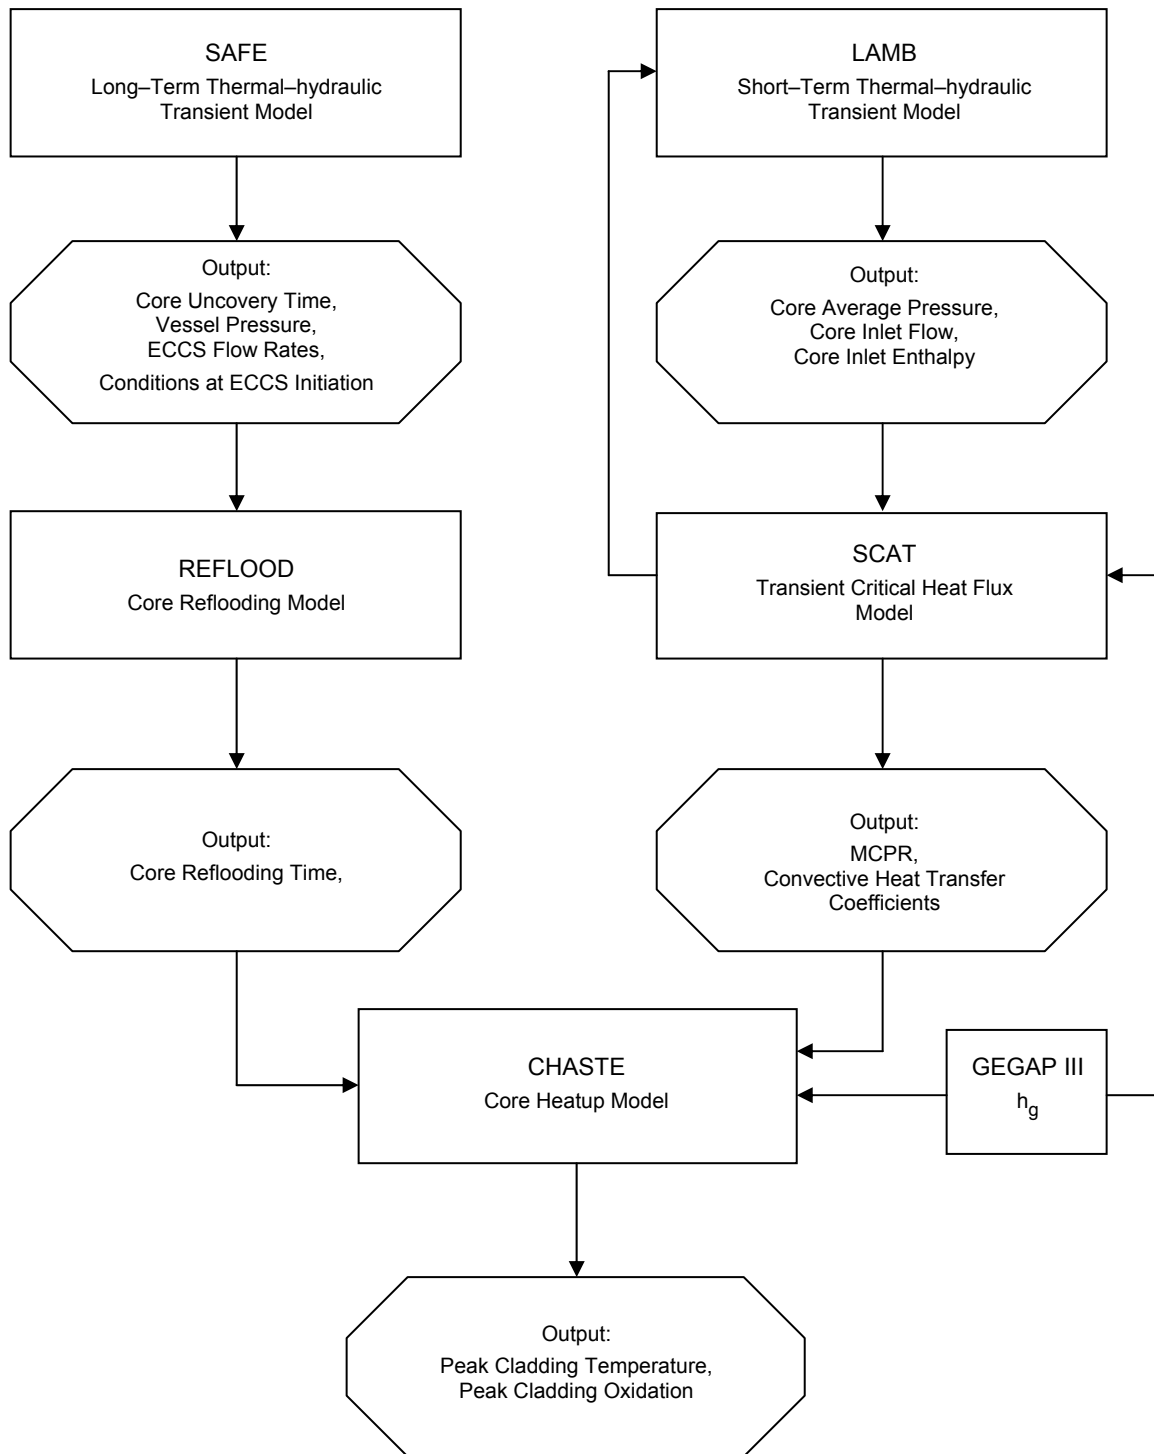 SAFE
Long–Term Thermal–hydraulic
Transient Model
LAMB
Short–Term Thermal–hydraulic
Transient Model
Output:
Core Uncovery Time,
Vessel Pressure,
ECCS Flow Rates,
Conditions at ECCS Initiation
Output:
Core Average Pressure,
Core Inlet Flow,
Core Inlet Enthalpy
REFLOOD
Core Reflooding Model
SCAT
Transient Critical Heat Flux
Model
Output:
Core Reflooding Time,
Output:
MCPR,
Convective Heat Transfer
Coefficients
CHASTE
Core Heatup Model
GEGAP III
hg
Output:
Peak Cladding Temperature,
Peak Cladding Oxidation